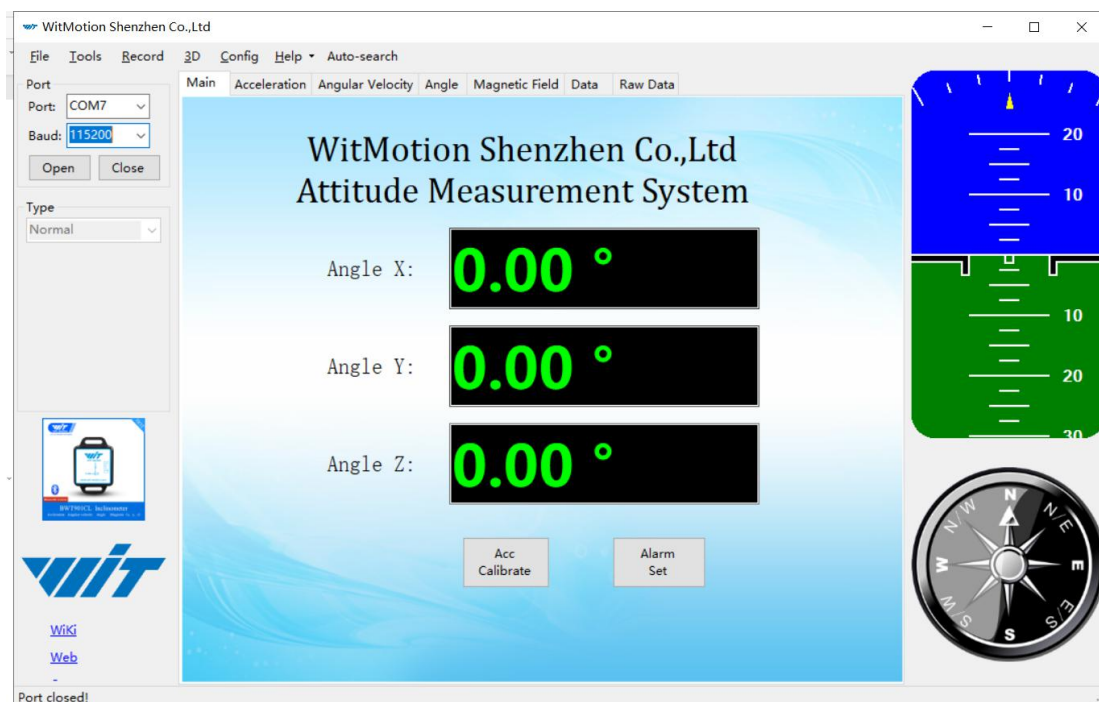 WitMotion Shenzhen Co.,Ltd
File Tools Record 3D Config Help Auto-search
Port
Port: COM7
Baud: 115200
Open Close
Type
Normal
Main Acceleration Angular Velocity Angle Magnetic Field Data Raw Data
WitMotion Shenzhen Co.,Ltd
Attitude Measurement System
Angle X: 0.00 °
Angle Y: 0.00 °
Angle Z: 0.00 °
Acc
Calibrate
Alarm
Set
20
10
10
20
30
N
N/E
E
S/E
S
S/W
W
N/W
BWT901CL Inclinometer
WIT
WiKi
Web
Port closed!